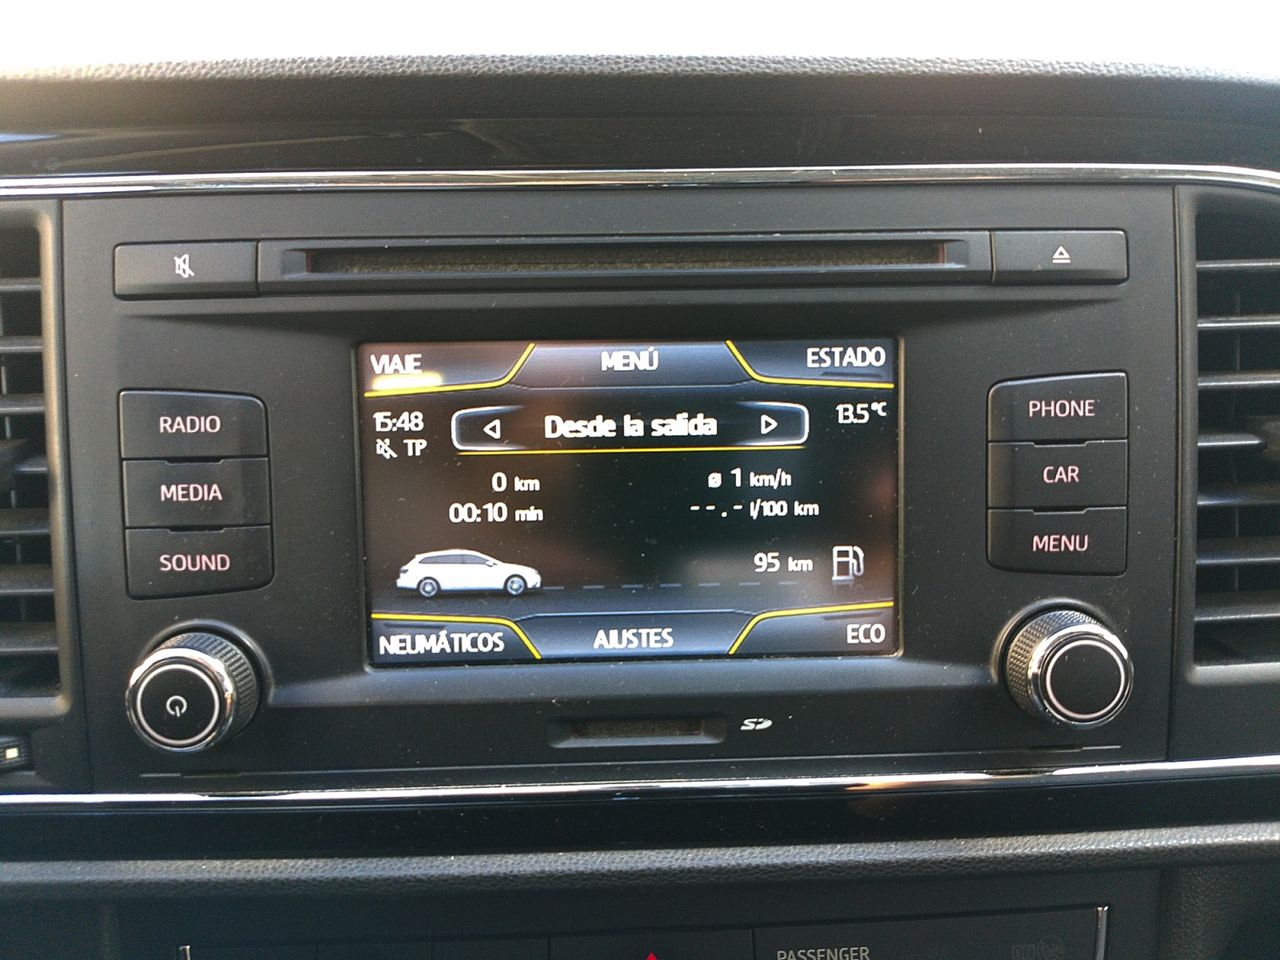 VIAJE MENÚ ESTADO
15:48 Desde la salida 13.5°C
TP
0 km ø 1 km/h
00:10 min --.- l/100 km
95 km
NEUMÁTICOS AJUSTES ECO
RADIO
MEDIA
SOUND
PHONE
CAR
MENU
SD
PASSENGER